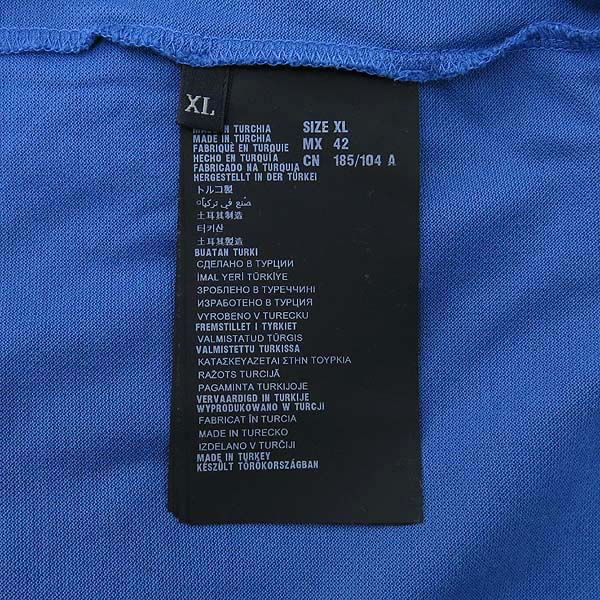 XL
MADE IN TURCHIA
MADE IN TURCHIA
FABRIQUÉ EN TURQUIE
HECHO EN TURQUÍA
FABRICADO NA TURQUIA
HERGESTELLT IN DER TÜRKEI
トルコ製
صنع في تركيا
土耳其制造
터키산
土耳其製造
BUATAN TURKI
СДЕЛАНО В ТУРЦИИ
İMAL YERİ TÜRKİYE
ЗРОБЛЕНО В ТУРЕЧЧИНІ
ИЗРАБОТЕНО В ТУРЦИЯ
VYROBENO V TURECKU
FREMSTILLET I TYRKIET
VALMISTATUD TÜRGIS
VALMISTETTU TURKISSA
ΚΑΤΑΣΚΕΥΑΖΕΤΑΙ ΣΤΗΝ ΤΟΥΡΚΙΑ
RAŽOTS TURCIJĀ
PAGAMINTA TURKIJOJE
VERVAARDIGD IN TURKIJE
WYPRODUKOWANO W TURCJI
FABRICAT ÎN TURCIA
MADE IN TURECKO
IZDELANO V TURČIJI
MADE IN TURKEY
KÉSZÜLT TÖRÖKORSZÁGBAN
SIZE XL
MX 42
CN 185/104 A